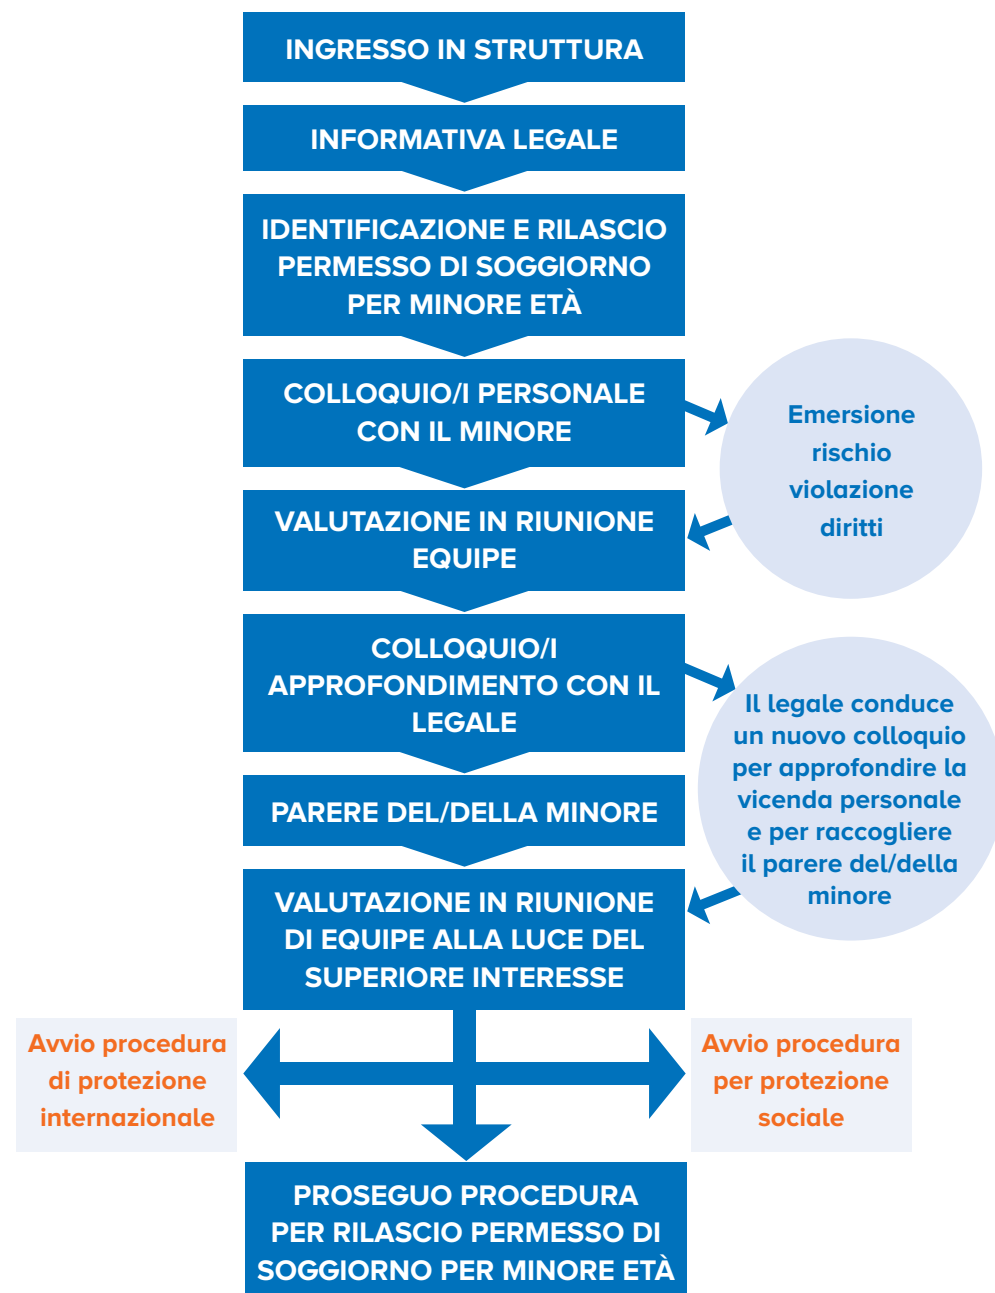 INGRESSO IN STRUTTURA
INFORMATIVA LEGALE
IDENTIFICAZIONE E RILASCIO
PERMESSO DI SOGGIORNO
PER MINORE ETÀ
COLLOQUIO/I PERSONALE
CON IL MINORE
Emersione
rischio
violazione
diritti
VALUTAZIONE IN RIUNIONE
EQUIPE
COLLOQUIO/I
APPROFONDIMENTO CON IL
LEGALE
Il legale conduce
un nuovo colloquio
per approfondire la
vicenda personale
e per raccogliere
il parere del/della
minore
PARERE DEL/DELLA MINORE
VALUTAZIONE IN RIUNIONE
DI EQUIPE ALLA LUCE DEL
SUPERIORE INTERESSE
Avvio procedura
di protezione
internazionale
Avvio procedura
per protezione
sociale
PROSEGUO PROCEDURA
PER RILASCIO PERMESSO DI
SOGGIORNO PER MINORE ETÀ